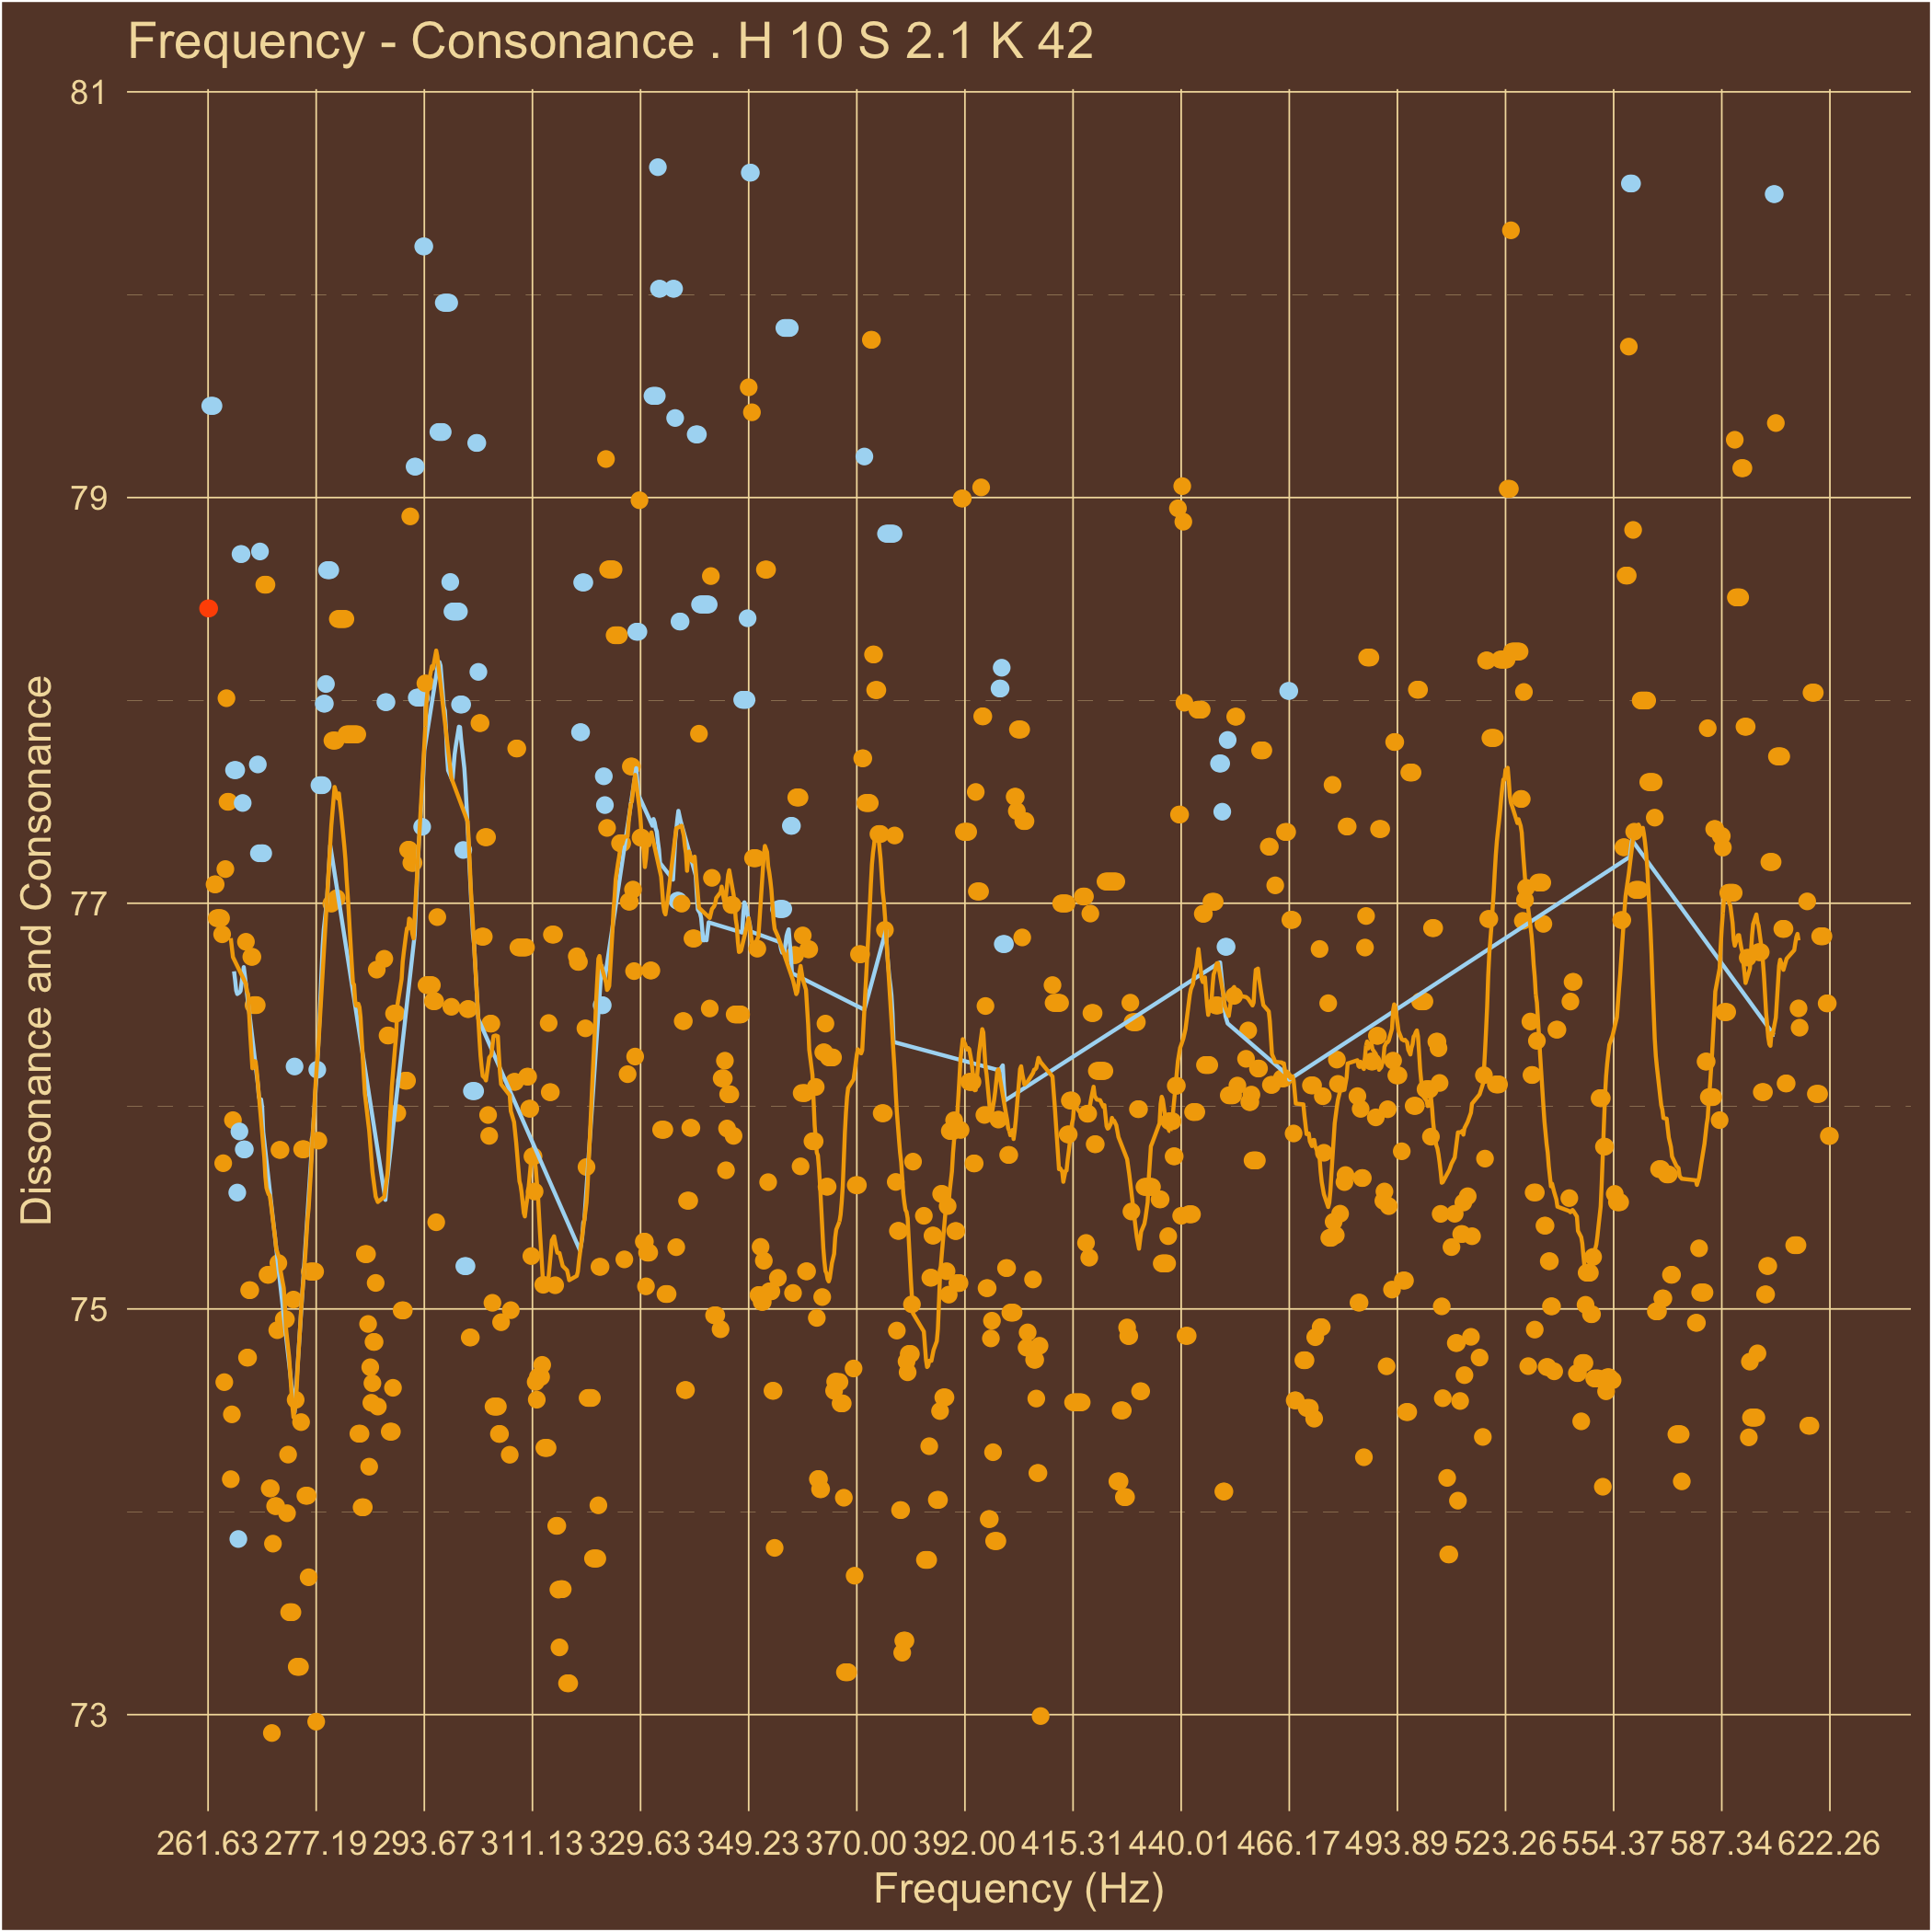 Frequency - Consonance . H 10 S 2.1 K 42
81
79
77
75
73
Dissonance and Consonance
261.63 277.19 293.67 311.13 329.63 349.23 370.00 392.00 415.31 440.01 466.17 493.89 523.26 554.37 587.34 622.26
Frequency (Hz)